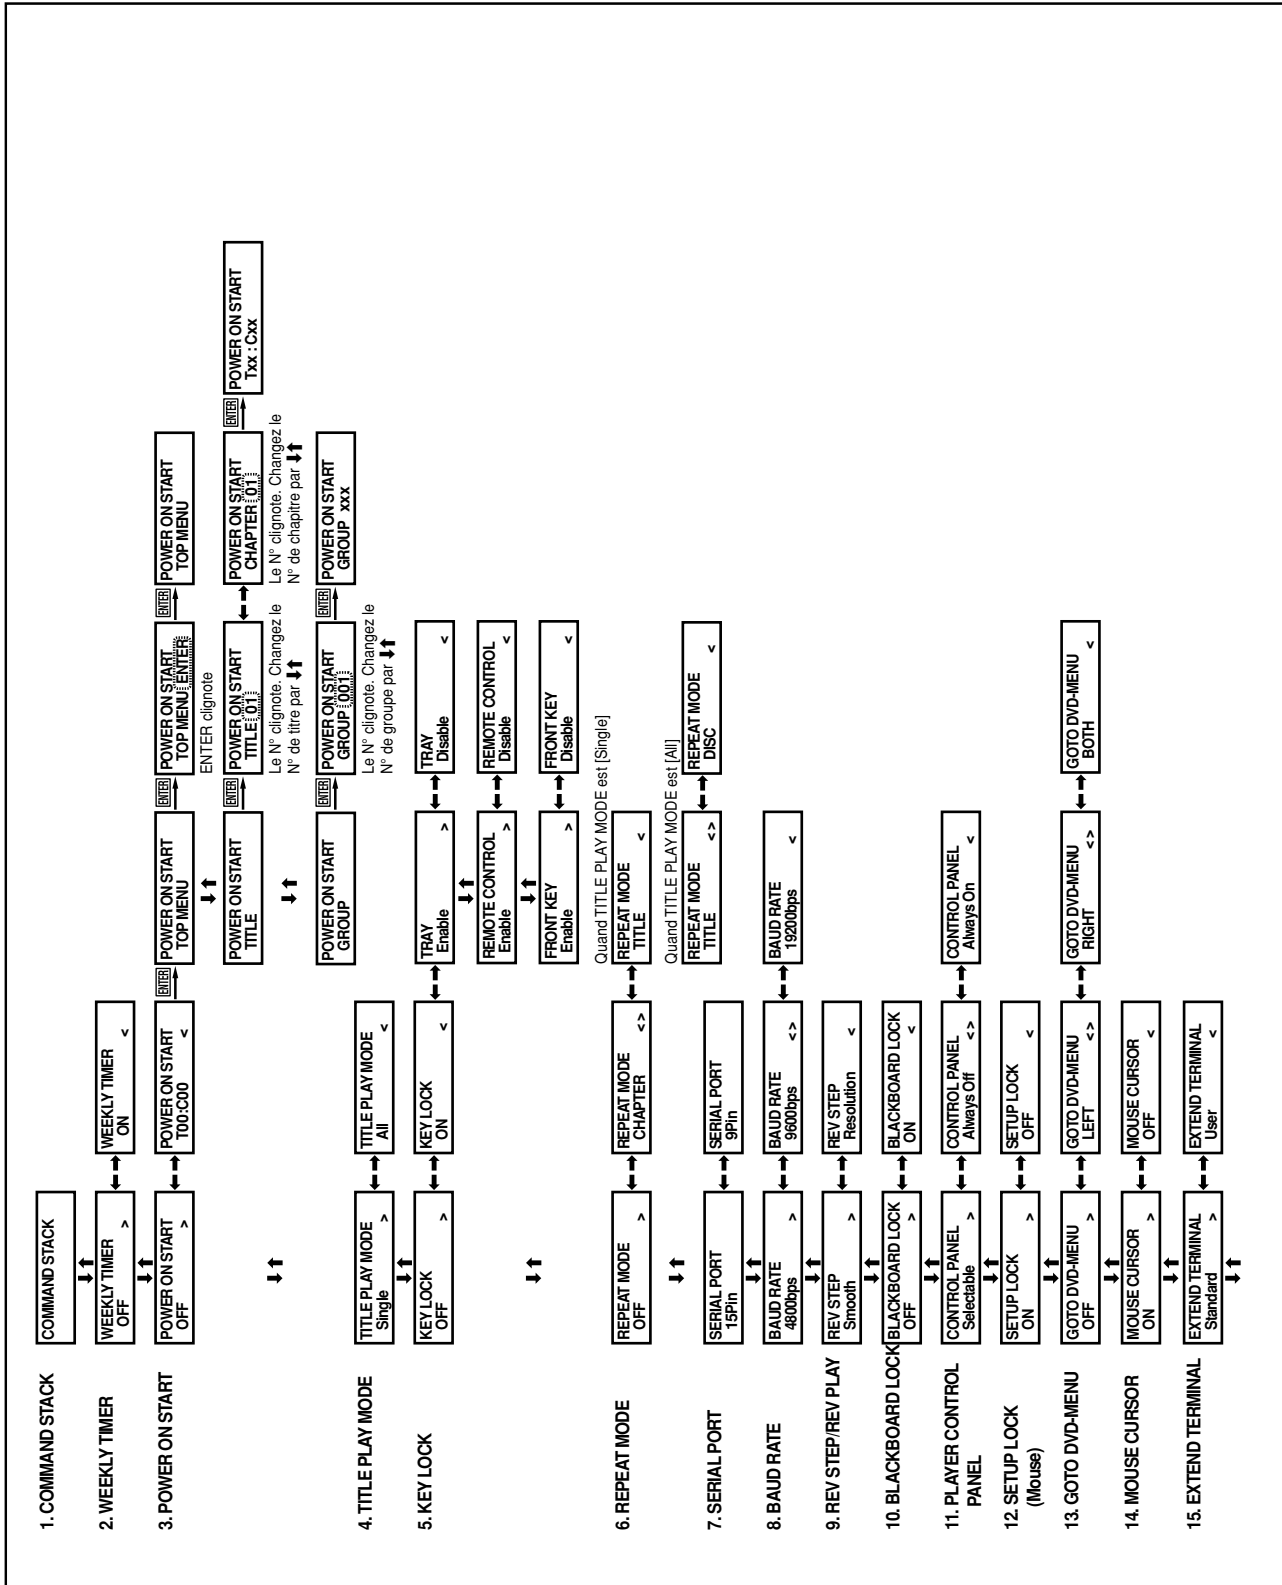 1. COMMAND STACK
COMMAND STACK
2. WEEKLY TIMER
WEEKLY TIMER
OFF >
WEEKLY TIMER
ON <
3. POWER ON START
POWER ON START
OFF >
POWER ON START
T00:C00 <
ENTER
POWER ON START
TOP MENU
ENTER
POWER ON START
TOP MENU ENTER
ENTER clignote
ENTER
POWER ON START
TOP MENU
POWER ON START
TITLE
ENTER
POWER ON START
TITLE 01
Le N° clignote. Changez le
N° de titre par
POWER ON START
CHAPTER 01
Le N° clignote. Changez le
N° de chapitre par
ENTER
POWER ON START
Txx : Cxx
POWER ON START
GROUP
ENTER
POWER ON START
GROUP 001
Le N° clignote. Changez le
N° de groupe par
ENTER
POWER ON START
GROUP xxx
4. TITLE PLAY MODE
TITLE PLAY MODE
Single >
TITLE PLAY MODE
All <
5. KEY LOCK
KEY LOCK
OFF >
KEY LOCK
ON <
TRAY
Enable >
TRAY
Disable <
REMOTE CONTROL
Enable >
REMOTE CONTROL
Disable <
FRONT KEY
Enable >
FRONT KEY
Disable <
6. REPEAT MODE
REPEAT MODE
OFF >
REPEAT MODE
CHAPTER <>
Quand TITLE PLAY MODE est [Single]
REPEAT MODE
TITLE <
Quand TITLE PLAY MODE est [All]
REPEAT MODE
TITLE <>
REPEAT MODE
DISC <
7. SERIAL PORT
SERIAL PORT
15Pin
SERIAL PORT
9Pin
8. BAUD RATE
BAUD RATE
4800bps >
BAUD RATE
9600bps <>
BAUD RATE
19200bps <
9. REV STEP/REV PLAY
REV STEP
Smooth >
REV STEP
Resolution <
10. BLACKBOARD LOCK
BLACKBOARD LOCK
OFF >
BLACKBOARD LOCK
ON <
11. PLAYER CONTROL
PANEL
CONTROL PANEL
Selectable >
CONTROL PANEL
Always Off <>
CONTROL PANEL
Always On <
12. SETUP LOCK
(Mouse)
SETUP LOCK
ON >
SETUP LOCK
OFF <
13. GOTO DVD-MENU
GOTO DVD-MENU
OFF >
GOTO DVD-MENU
LEFT <>
GOTO DVD-MENU
RIGHT <>
GOTO DVD-MENU
BOTH <
14. MOUSE CURSOR
MOUSE CURSOR
ON >
MOUSE CURSOR
OFF <
15. EXTEND TERMINAL
EXTEND TERMINAL
Standard >
EXTEND TERMINAL
User <